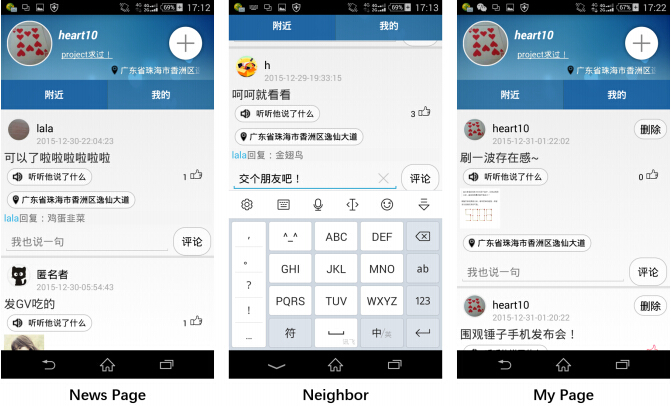 69% 17:12
heart10
project求过！
广东省珠海市香洲区
附近
我的
lala
2015-12-30-22:04:23
可以了啦啦啦啦啦啦
听听他说了什么
1
广东省珠海市香洲区逸仙大道
lala回复：鸡蛋韭菜
我也说一句
评论
匿名者
2015-12-30-05:54:43
发GV吃的
听听他说了什么
1
News Page
69% 17:13
附近
我的
h
2015-12-29-19:33:15
呵呵就看看
听听他说了什么
3
广东省珠海市香洲区逸仙大道
lala回复：金翅鸟
交个朋友吧！
评论
，
^_^
ABC
DEF
。
GHI
JKL
MNO
ab
?
PQRS
TUV
WXYZ
123
!
...
符
中/英
Neighbor
67% 17:22
heart10
project求过！
广东省珠海市香洲区
附近
我的
heart10
删除
2015-12-31-01:22:02
刷一波存在感~
听听他说了什么
0
广东省珠海市香洲区逸仙大道
我也说一句
评论
heart10
删除
2015-12-31-01:20:22
围观锤子手机发布会！
My Page